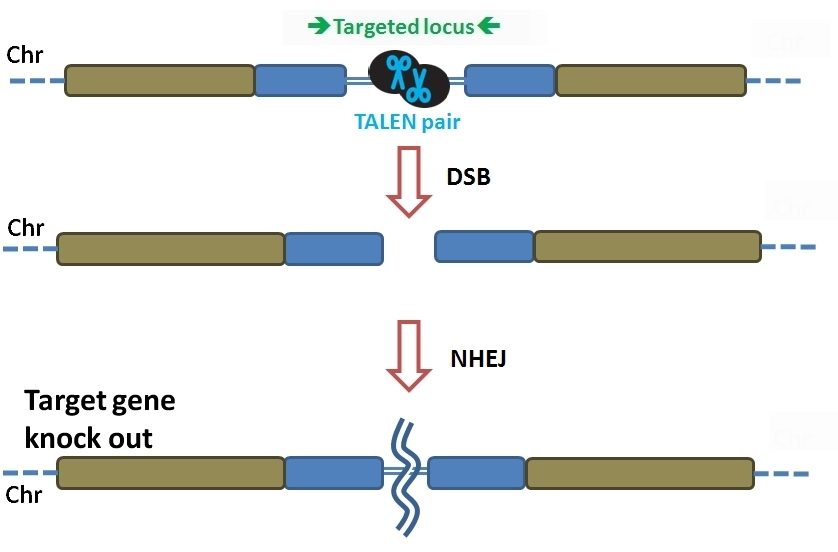 Targeted locus
Chr
TALEN pair
DSB
Chr
NHEJ
Target gene
knock out
Chr